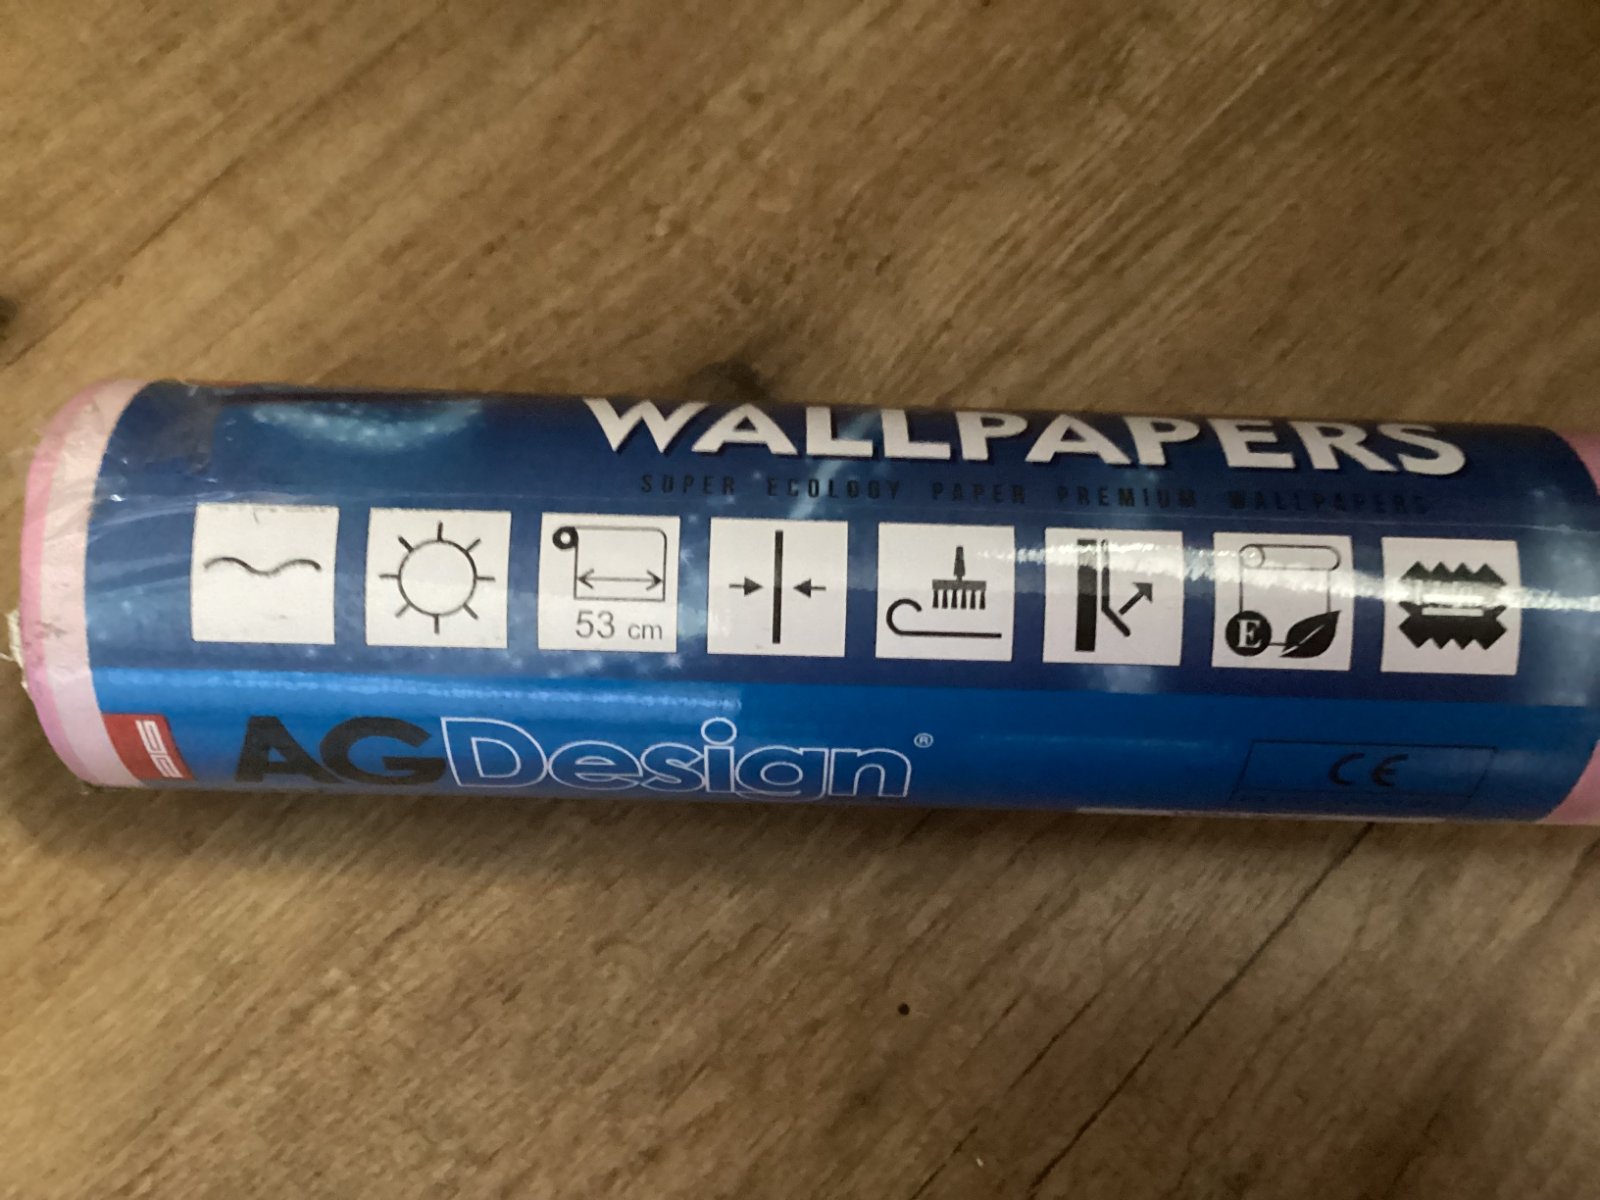 WALLPAPERS
SUPER ECOLOGY PAPER PREMIUM WALLPAPERS
53 cm
E
AGDesign®
CE